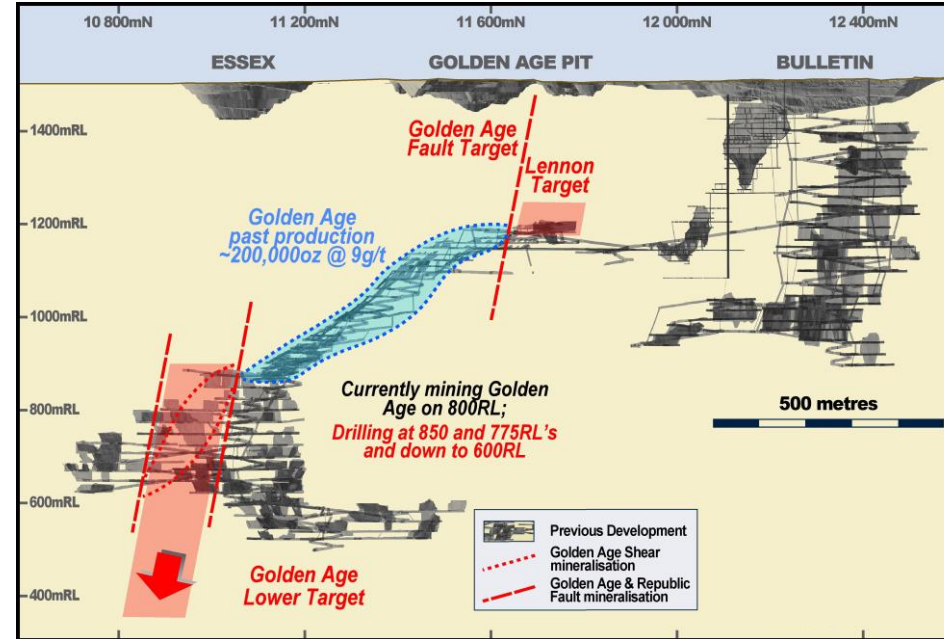 10 800mN 11 200mN 11 600mN 12 000mN 12 400mN
ESSEX GOLDEN AGE PIT BULLETIN
1400mRL
Golden Age
Fault Target
Lennon
Target
1200mRL
Golden Age
past production
~200,000oz @ 9g/t
1000mRL
Currently mining Golden
Age on 800RL;
Drilling at 850 and 775RL's
and down to 600RL
800mRL
500 metres
600mRL
Previous Development
Golden Age Shear
mineralisation
Golden Age & Republic
Fault mineralisation
Golden Age
Lower Target
400mRL